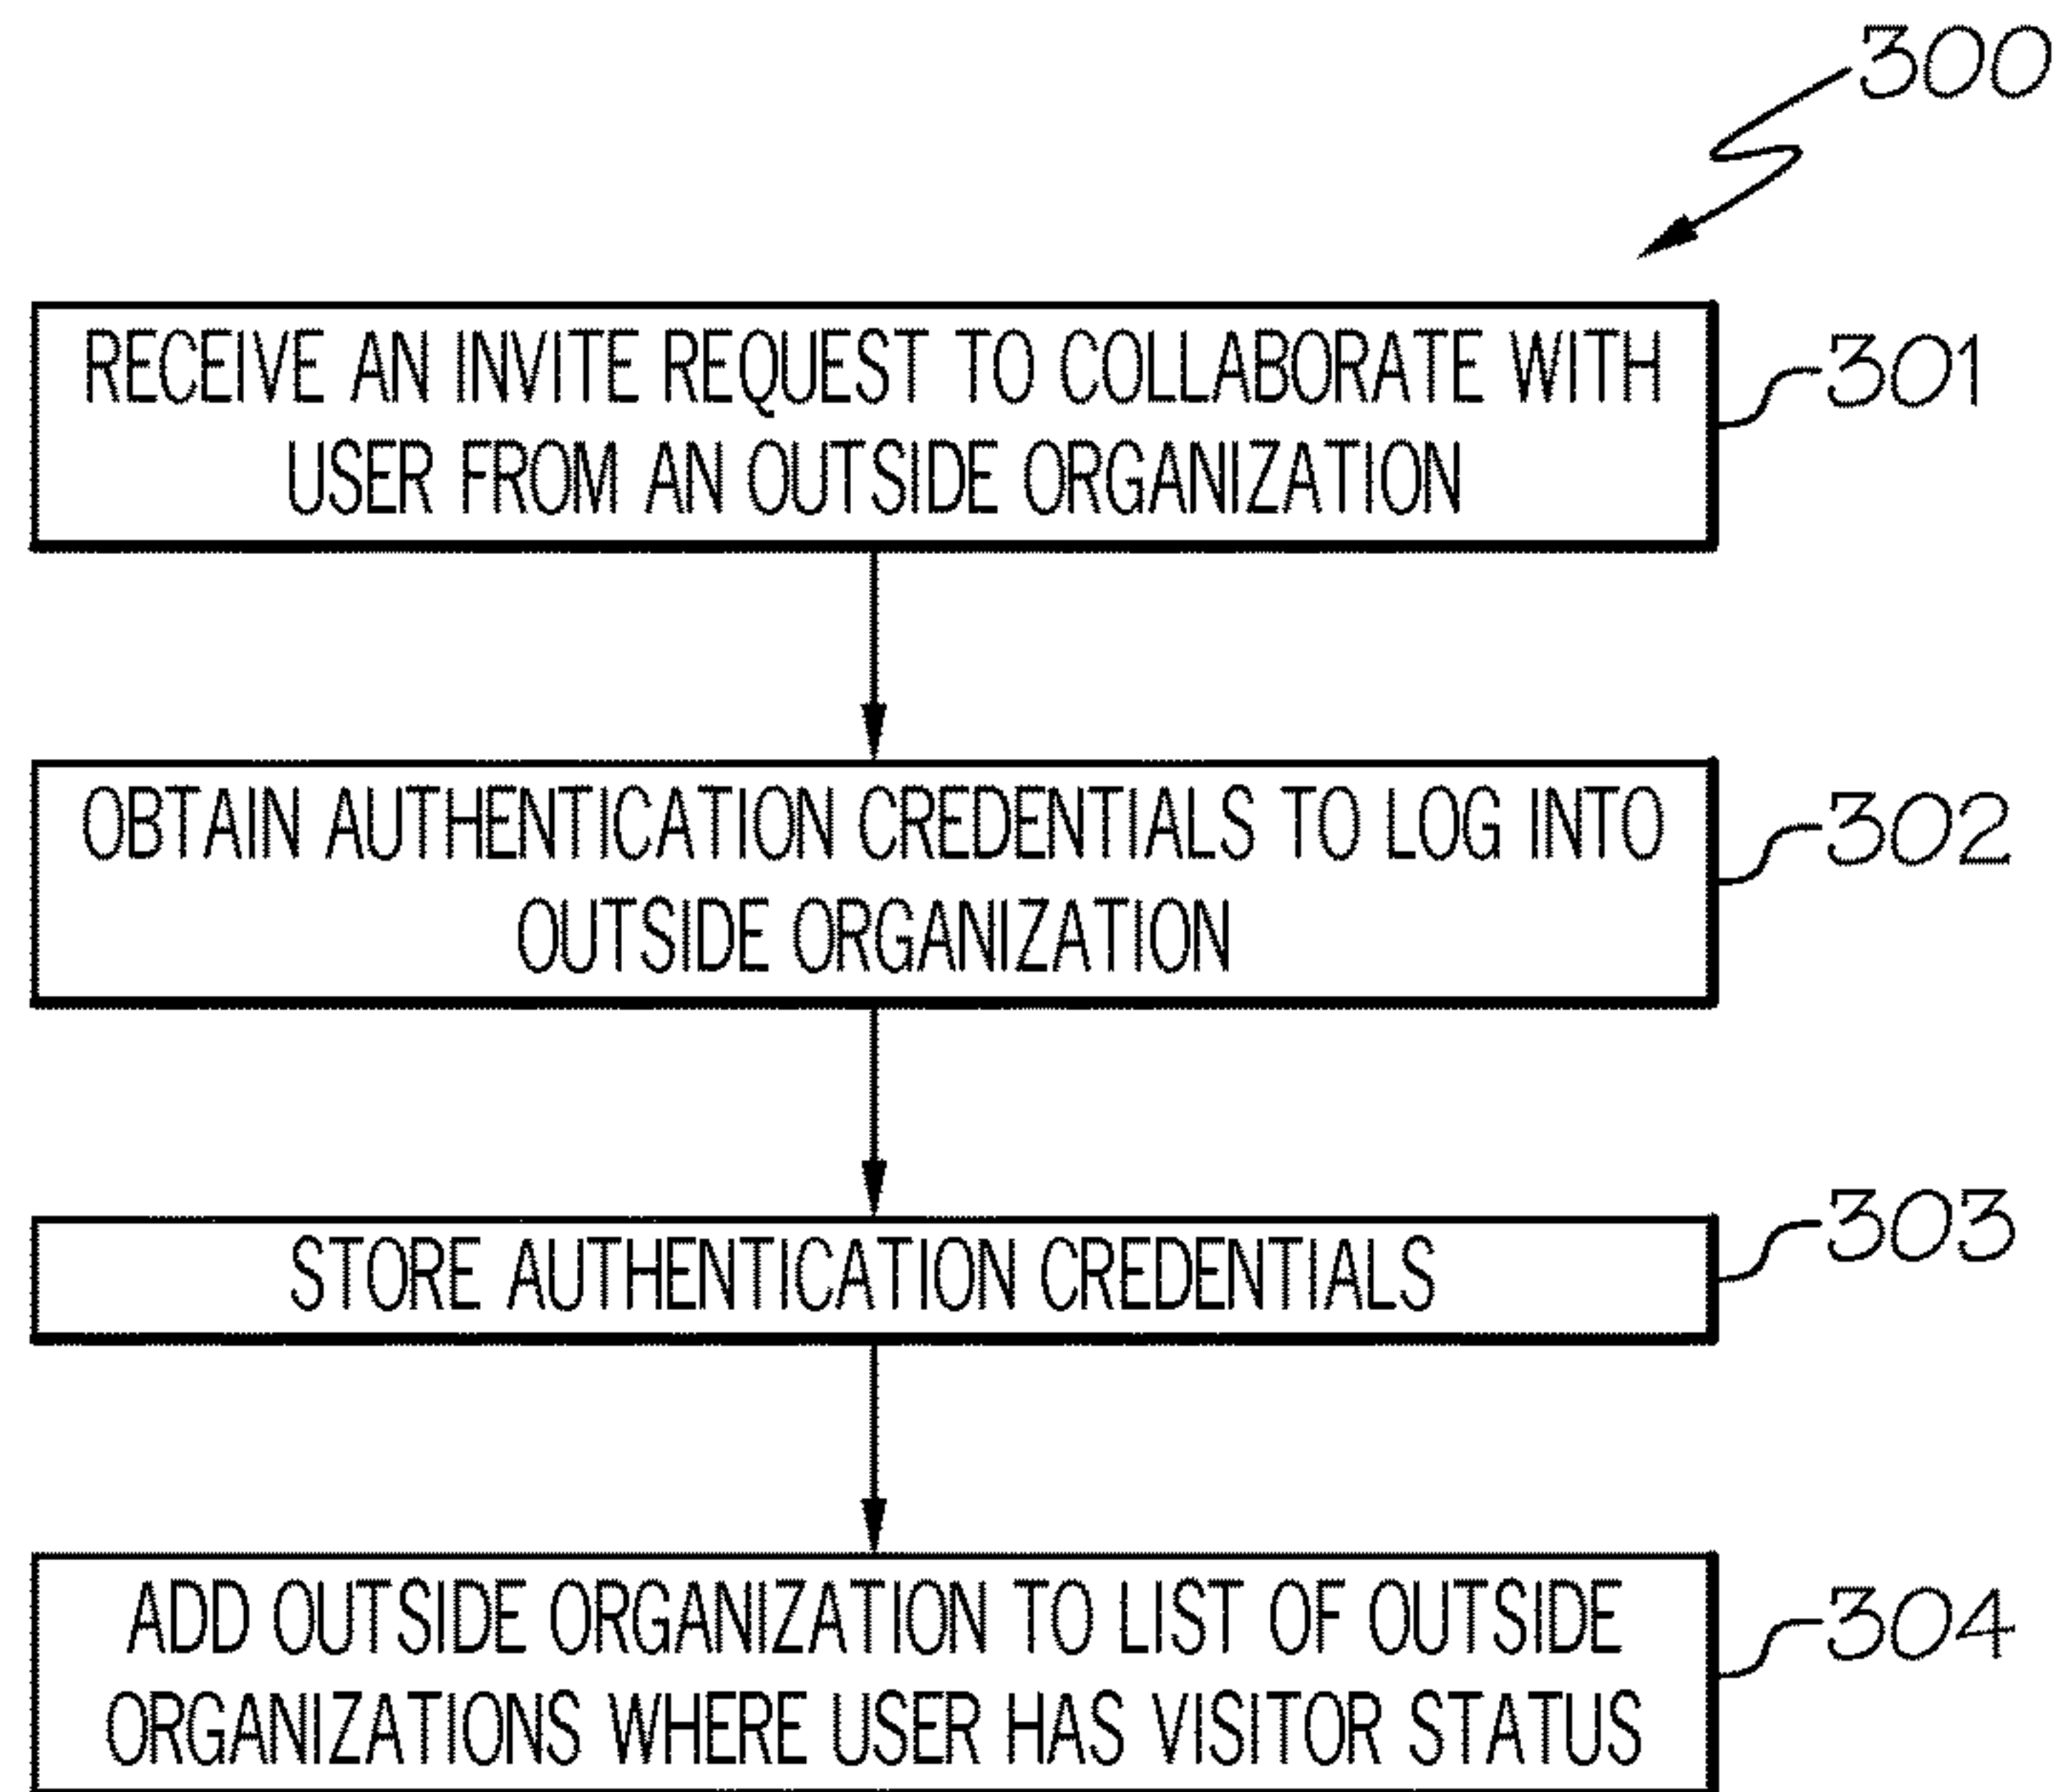 300
RECEIVE AN INVITE REQUEST TO COLLABORATE WITH
USER FROM AN OUTSIDE ORGANIZATION
301
OBTAIN AUTHENTICATION CREDENTIALS TO LOG INTO
OUTSIDE ORGANIZATION
302
STORE AUTHENTICATION CREDENTIALS
303
ADD OUTSIDE ORGANIZATION TO LIST OF OUTSIDE
ORGANIZATIONS WHERE USER HAS VISITOR STATUS
304